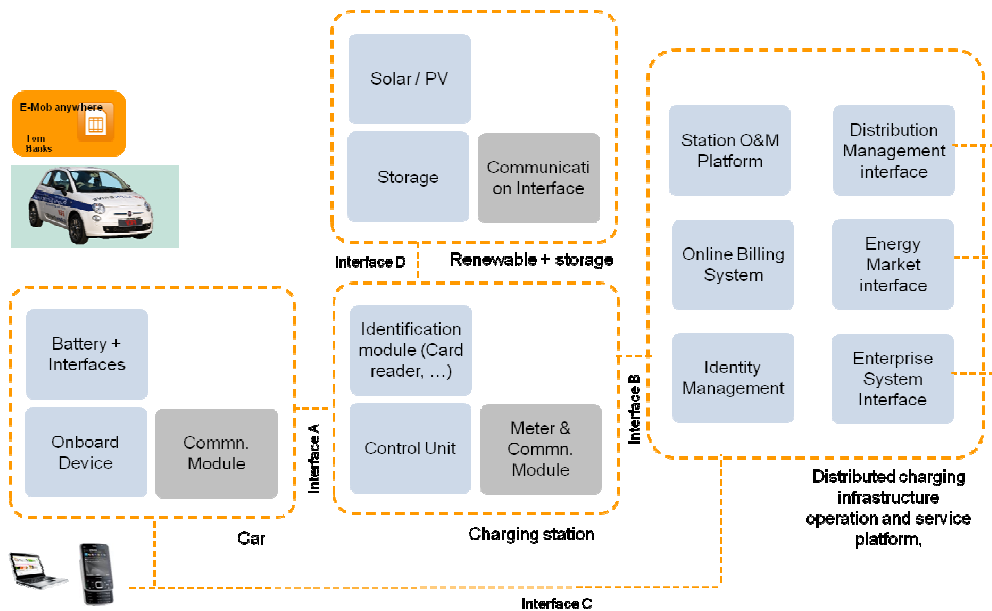 Solar / PV
E-Mob anywhere
Tom
Hanks
Storage
Communicati
on Interface
Station O&M
Platform
Distribution
Management
interface
Interface D
Renewable + storage
Online Billing
System
Energy
Market
interface
Battery +
Interfaces
Identification
module (Card
reader, …)
Identity
Management
Enterprise
System
Interface
Interface A
Interface B
Onboard
Device
Commn.
Module
Control Unit
Meter &
Commn.
Module
Car
Charging station
Distributed charging
infrastructure
operation and service
platform,
Interface C